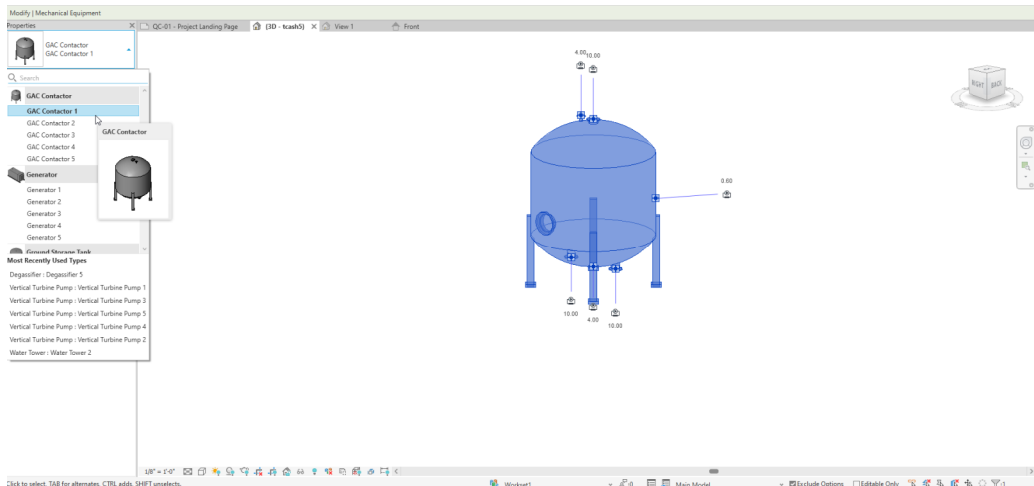 Modify | Mechanical Equipment
Properties
QC-01 - Project Landing Page
{3D - tcash5}
View 1
Front
GAC Contactor
GAC Contactor 1
Search
GAC Contactor
GAC Contactor 1
GAC Contactor 2
GAC Contactor 3
GAC Contactor 4
GAC Contactor 5
Generator
Generator 1
Generator 2
Generator 3
Generator 4
Generator 5
Ground Storage Tank
GAC Contactor
Most Recently Used Types
Degassifier : Degassifier 5
Vertical Turbine Pump : Vertical Turbine Pump 1
Vertical Turbine Pump : Vertical Turbine Pump 3
Vertical Turbine Pump : Vertical Turbine Pump 5
Vertical Turbine Pump : Vertical Turbine Pump 4
Vertical Turbine Pump : Vertical Turbine Pump 2
Water Tower : Water Tower 2
4.00
10.00
0.60
10.00
4.00
10.00
RIGHT
BACK
1/8" = 1'-0"
Click to select, TAB for alternates, CTRL adds, SHIFT unselects.
Workset1
:0
Main Model
Exclude Options
Editable Only
:1